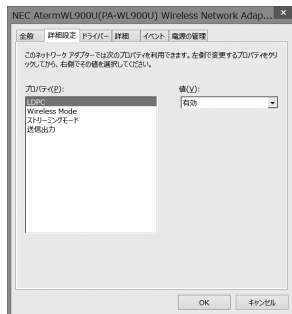 NEC AtermWL900U(PA-WL900U) Wireless Network Adap...
全般 詳細設定 ドライバー 詳細 イベント 電源の管理
このネットワーク アダプターでは次のプロパティを利用できます。左側で変更するプロパティをクリ
ックしてから、右側でその値を選択してください。
プロパティ(P): 値(V):
LDPC 有効
Wireless Mode
ストリーミングモード
送信出力
OK キャンセル